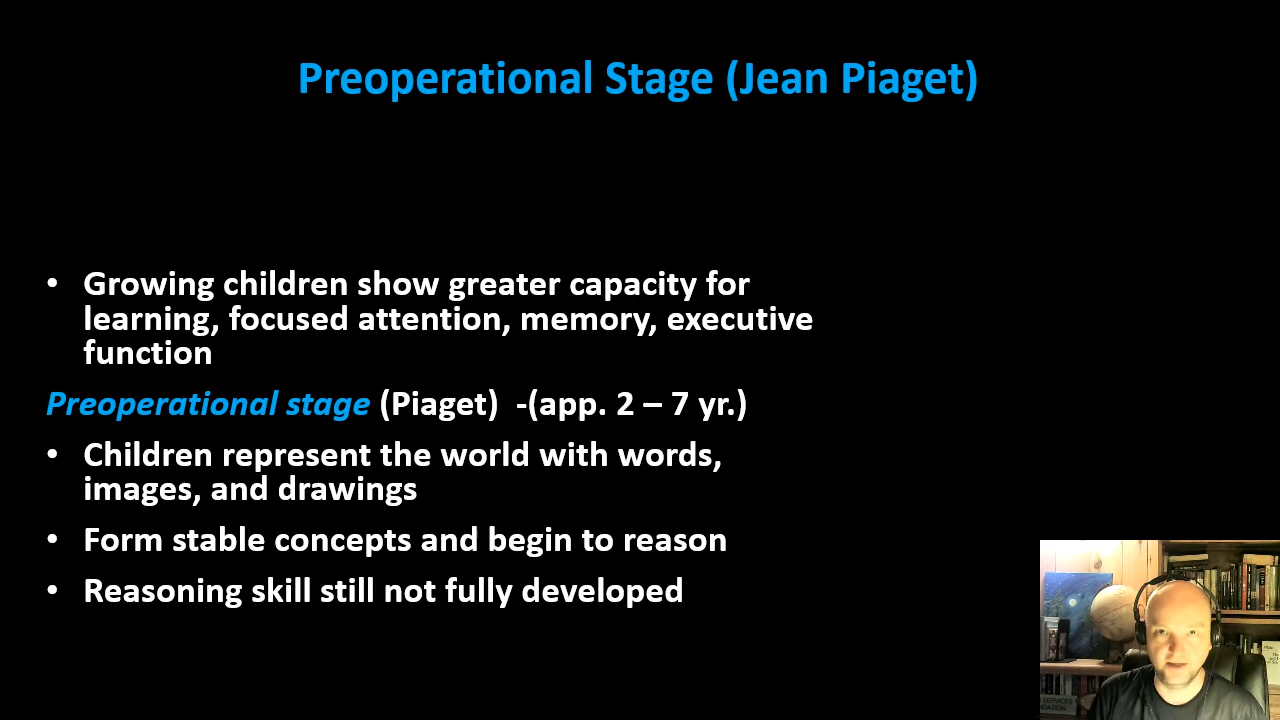 Preoperational Stage (Jean Piaget)
• Growing children show greater capacity for
learning, focused attention, memory, executive
function
Preoperational stage (Piaget)  -(app. 2 – 7 yr.)
• Children represent the world with words,
images, and drawings
• Form stable concepts and begin to reason
• Reasoning skill still not fully developed